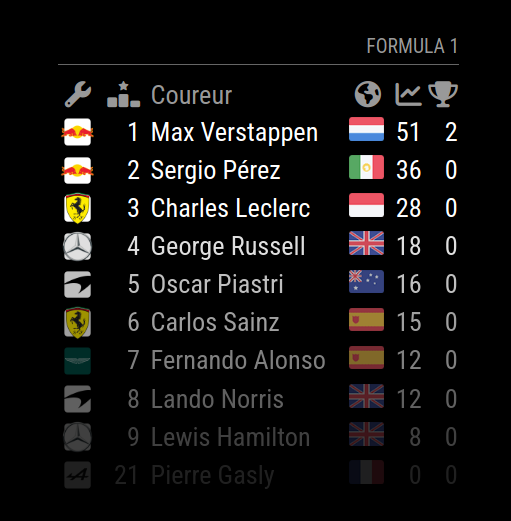 FORMULA 1
Coureur
1 Max Verstappen 51 2
2 Sergio Pérez 36 0
3 Charles Leclerc 28 0
4 George Russell 18 0
5 Oscar Piastri 16 0
6 Carlos Sainz 15 0
7 Fernando Alonso 12 0
8 Lando Norris 12 0
9 Lewis Hamilton 8 0
21 Pierre Gasly 0 0